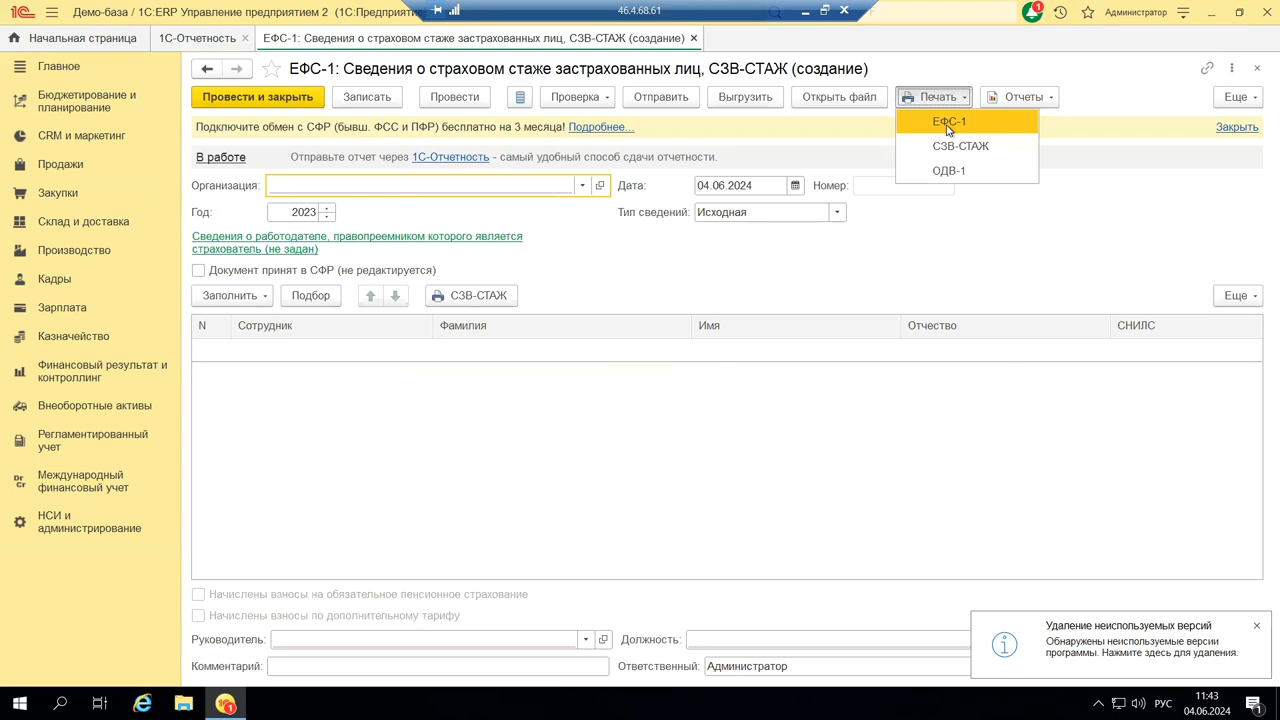 Демо-база / 1С:ERP Управление предприятием 2 (1С:Предприятие
46.4.68.61
1
Администратор
Начальная страница
1С-Отчетность
ЕФС-1: Сведения о страховом стаже застрахованных лиц, СЗВ-СТАЖ (создание)
Главное
Бюджетирование и
планирование
CRM и маркетинг
Продажи
Закупки
Склад и доставка
Производство
Кадры
Зарплата
Казначейство
Финансовый результат и
контроллинг
Внеоборотные активы
Регламентированный
учет
Dr
Cr
Международный
финансовый учет
НСИ и
администрирование
ЕФС-1: Сведения о страховом стаже застрахованных лиц, СЗВ-СТАЖ (создание)
Провести и закрыть
Записать
Провести
Проверка
Отправить
Выгрузить
Открыть файл
Печать
Отчеты
Еще
ЕФС-1
СЗВ-СТАЖ
ОДВ-1
Подключите обмен с СФР (бывш. ФСС и ПФР) бесплатно на 3 месяца! Подробнее...
Закрыть
В работе
Отправьте отчет через 1С-Отчетность - самый удобный способ сдачи отчетности.
Организация:
Дата:
04.06.2024
Номер:
Год:
2023
Тип сведений:
Исходная
Сведения о работодателе, правопреемником которого является
страхователь (не задан)
Документ принят в СФР (не редактируется)
Заполнить
Подбор
СЗВ-СТАЖ
Еще
N
Сотрудник
Фамилия
Имя
Отчество
СНИЛС
Начислены взносы на обязательное пенсионное страхование
Начислены взносы по дополнительному тарифу
Руководитель:
Должность:
Комментарий:
Ответственный:
Администратор
Удаление неиспользуемых версий
Обнаружены неиспользуемые версии
программы. Нажмите здесь для удаления.
РУС
11:43
04.06.2024
1